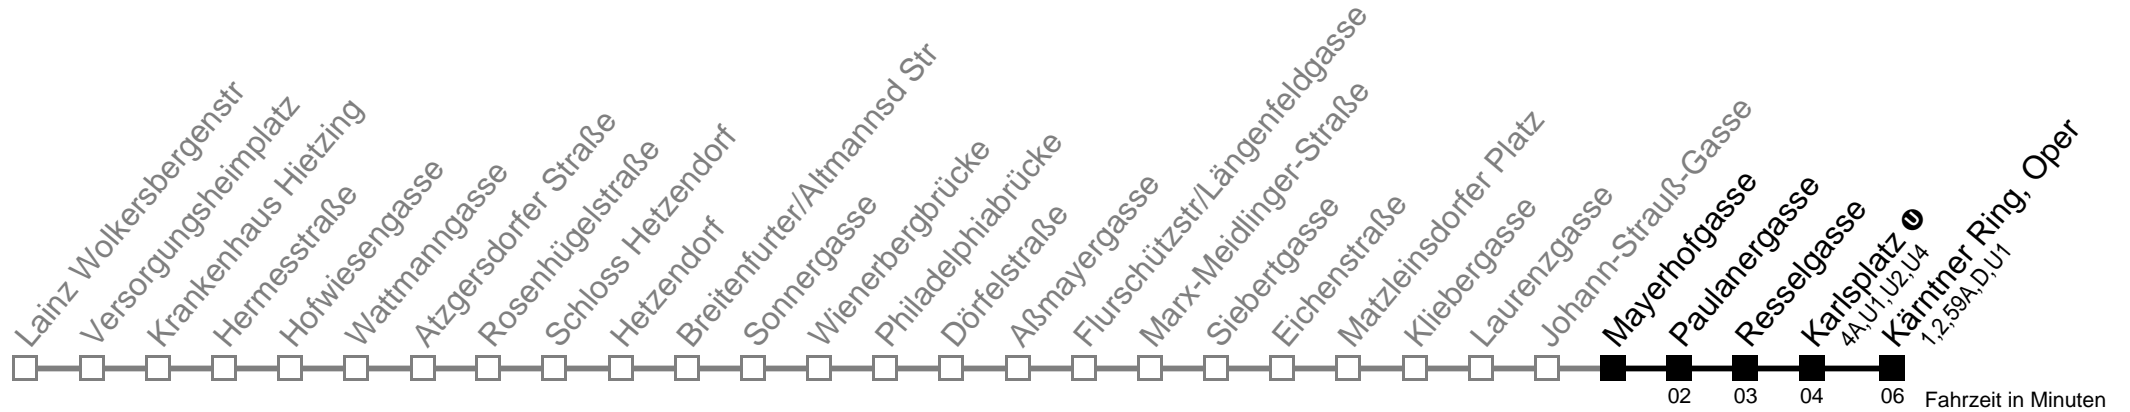 Lainz Wolkersbergenstr
Versorgungsheimplatz
Krankenhaus Hietzing
Hermesstraße
Hofwiesengasse
Wattmanngasse
Atzgersdorfer Straße
Rosenhügelstraße
Schloss Hetzendorf
Hetzendorf
Breitenfurter/Altmannsd Str
Sonnergasse
Wienerbergbrücke
Philadelphiabrücke
Dörfelstraße
Aßmayergasse
Flurschützstr/Längenfeldgasse
Marx-Meidlinger-Straße
Siebertgasse
Eichenstraße
Matzleinsdorfer Platz
Kliebergasse
Laurenzgasse
Johann-Strauß-Gasse
Mayerhofgasse
Paulanergasse
Resselgasse
Karlsplatz U
4A,U1,U2,U4
Kärntner Ring, Oper
1,2,59A,D,U1
02 03 04 06 Fahrzeit in Minuten